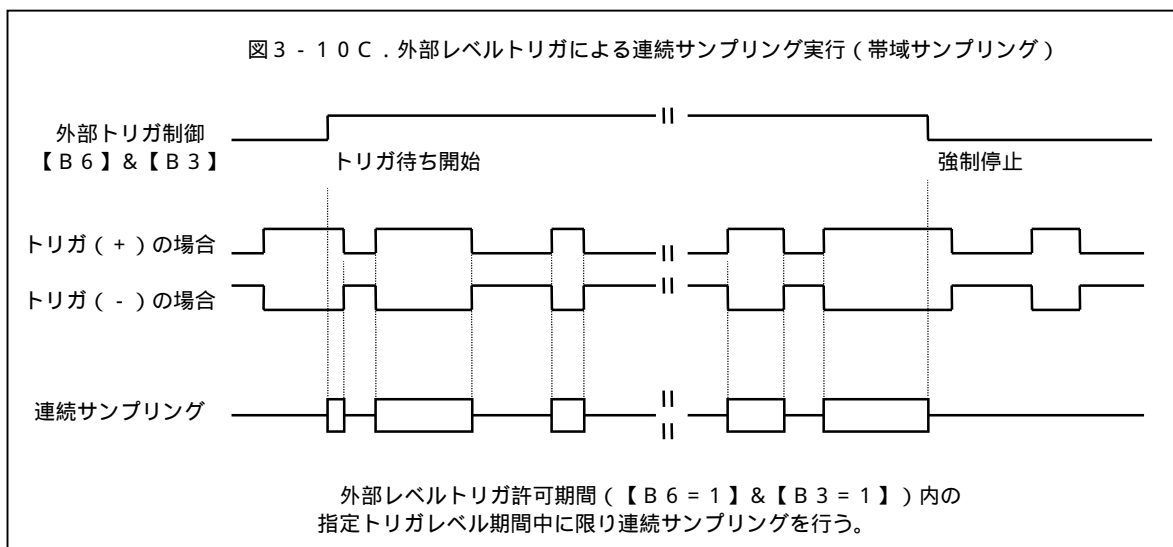 図3-10C.外部レベルトリガによる連続サンプリング実行(帯域サンプリング)
外部トリガ制御
【B6】&【B3】
トリガ待ち開始
強制停止
トリガ(+)の場合
トリガ(-)の場合
連続サンプリング
外部レベルトリガ許可期間(【B6=1】&【B3=1】)内の
指定トリガレベル期間中に限り連続サンプリングを行う。